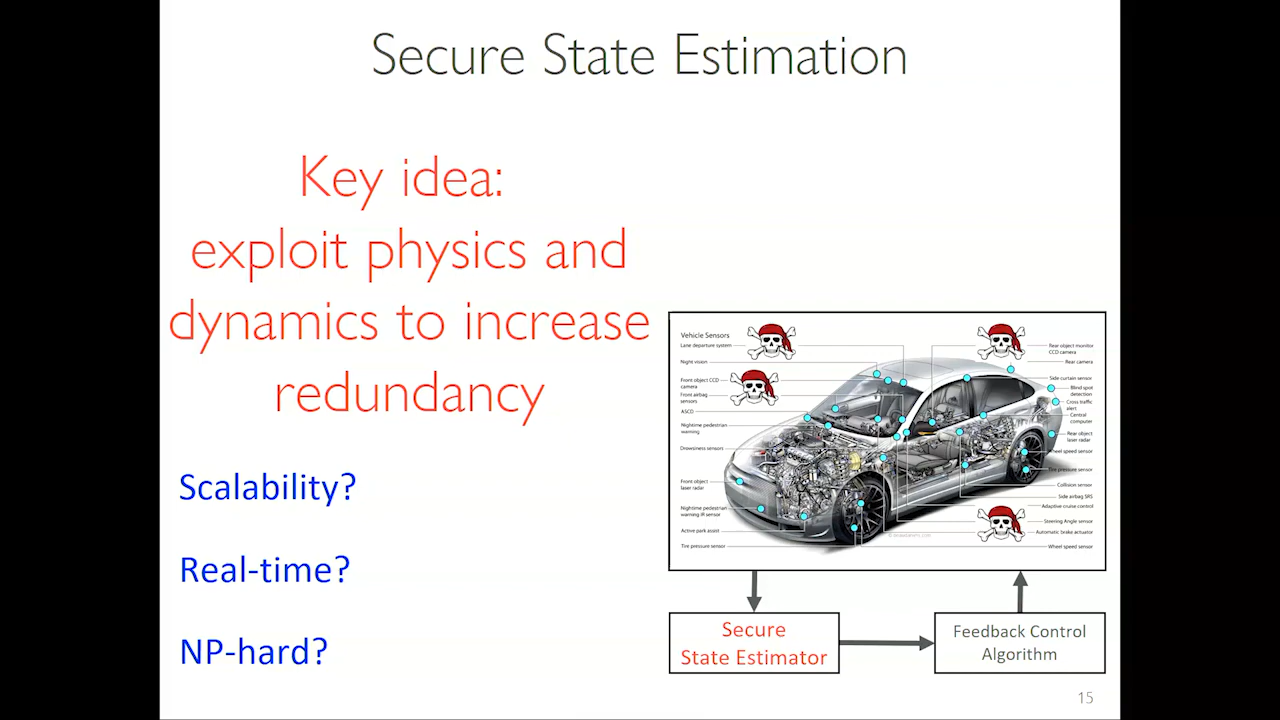 Secure State Estimation
Key idea:
exploit physics and
dynamics to increase
redundancy
Scalability?
Real-time?
NP-hard?
Vehicle Sensors
Lane departure system
Night vision
Front object CCD
camera
Front airbag
sensors
ASCD
Nighttime pedestrian
warning
Drowsiness sensors
Front object
laser radar
Nighttime pedestrian
warning IR sensor
Active park assist
Tire pressure sensor
Rear object monitor
CCD camera
Rear camera
Side curtain sensor
Blind spot
detection
Cross traffic
alert
Central
computer
Rear object
laser radar
Wheel speed sensor
Tire pressure sensor
Collision sensor
Side airbag SRS
Adaptive cruise control
Steering Angle sensor
Automatic brake actuator
Wheel speed sensor
Secure
State Estimator
Feedback Control
Algorithm
15